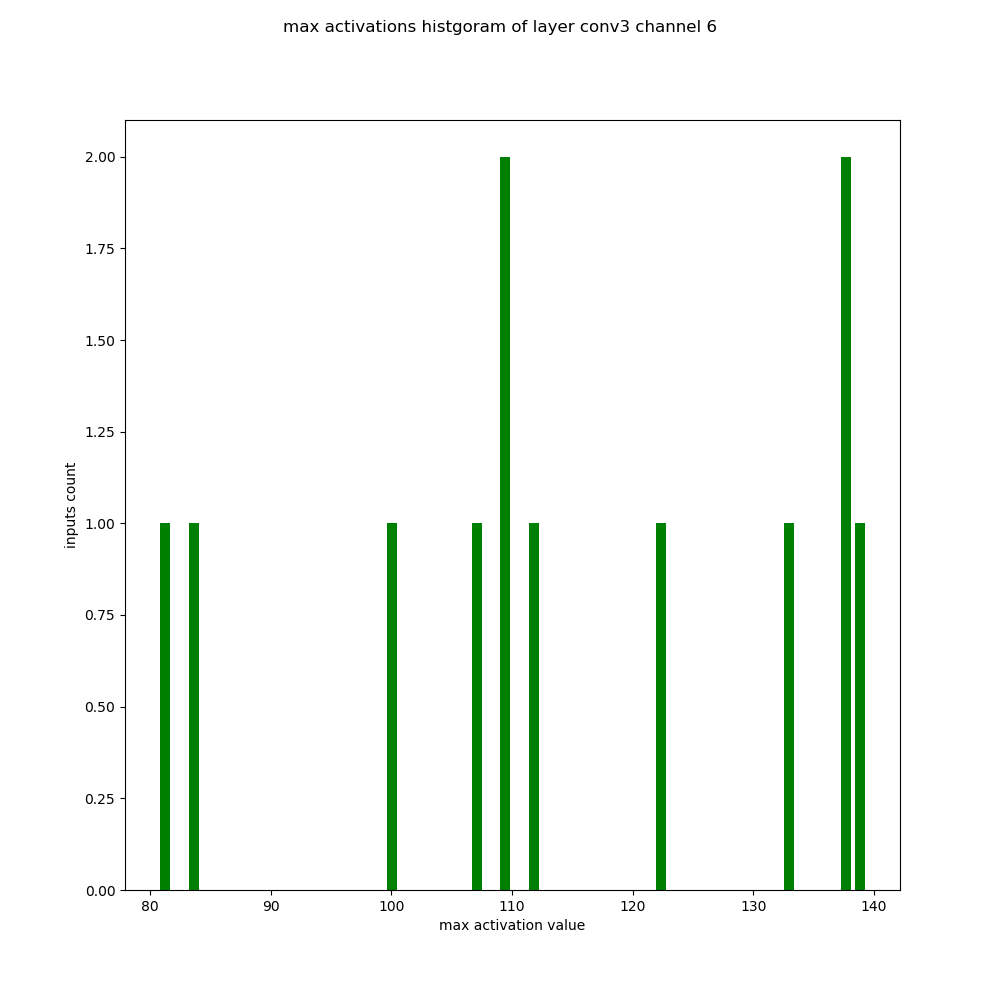 max activations histgoram of layer conv3 channel 6
2.00
1.75
1.50
1.25
1.00
0.75
0.50
0.25
0.00
inputs count
80 90 100 110 120 130 140
max activation value